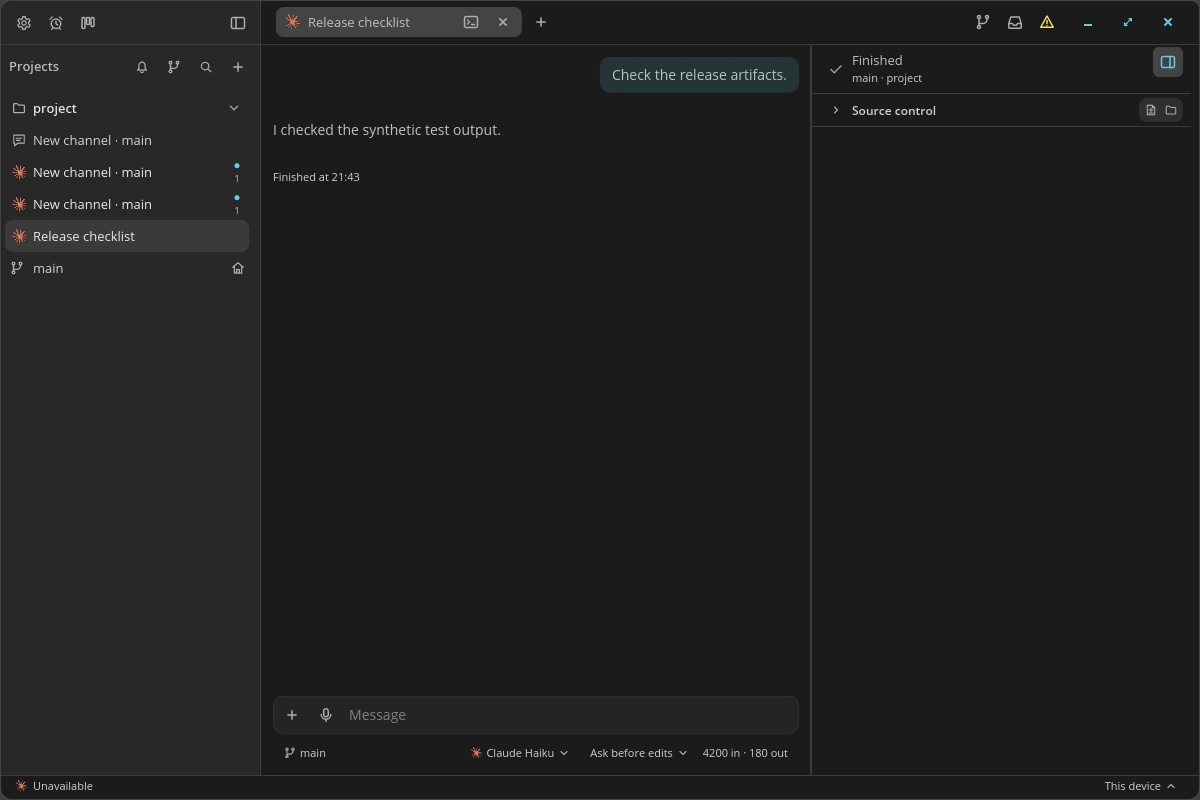 Release checklist
Projects
project
New channel · main
New channel · main
1
New channel · main
1
Release checklist
main
Check the release artifacts.
I checked the synthetic test output.
Finished at 21:43
Message
main
Claude Haiku
Ask before edits
4200 in · 180 out
Finished
main · project
Source control
Unavailable
This device